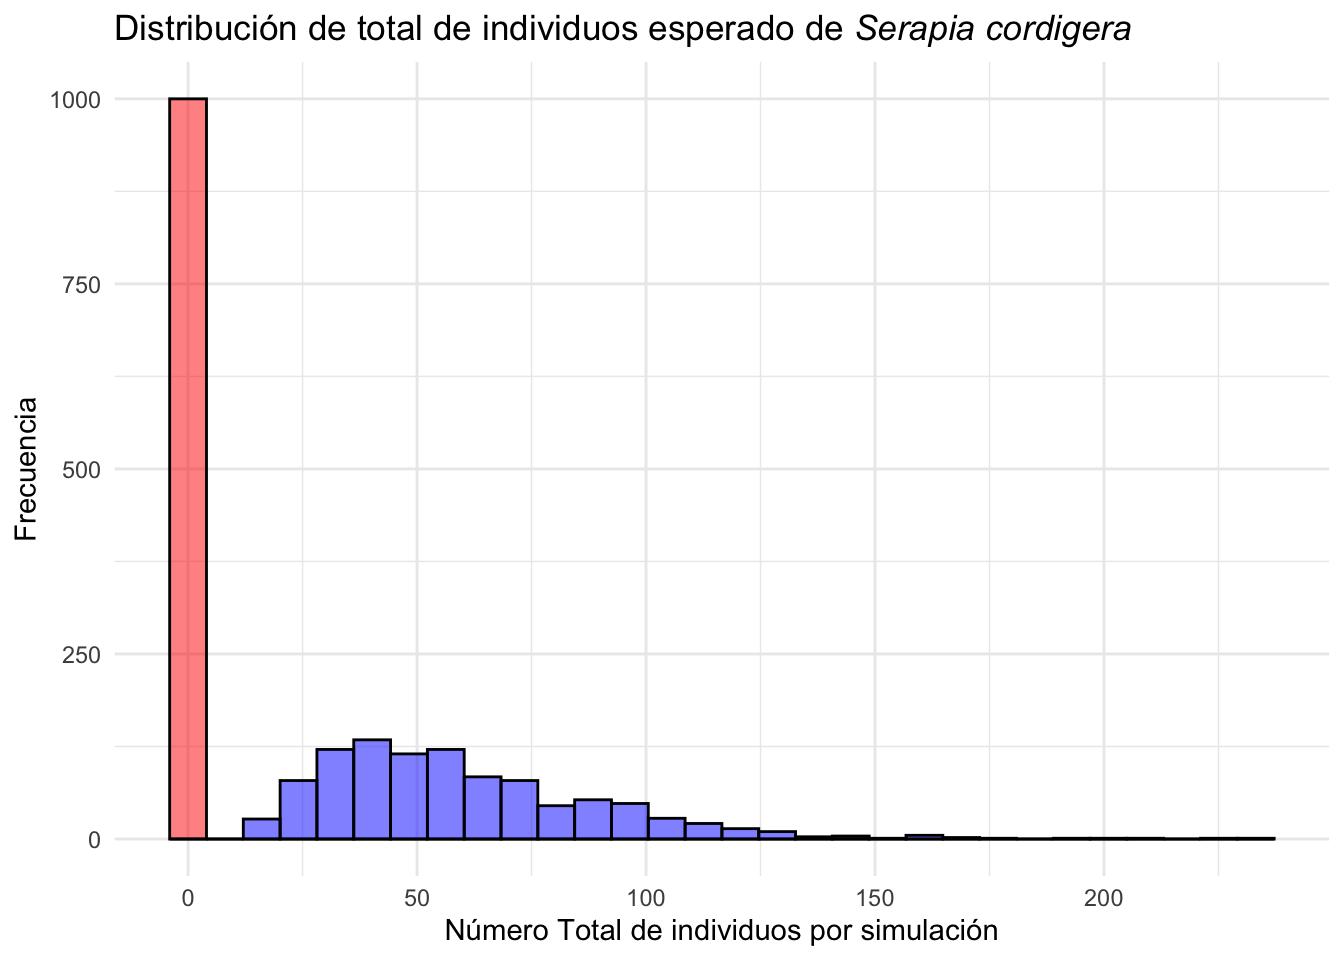 Distribución de total de individuos esperado de Serapia cordigera
1000
750
500
250
0
Frecuencia
0 50 100 150 200
Número Total de individuos por simulación